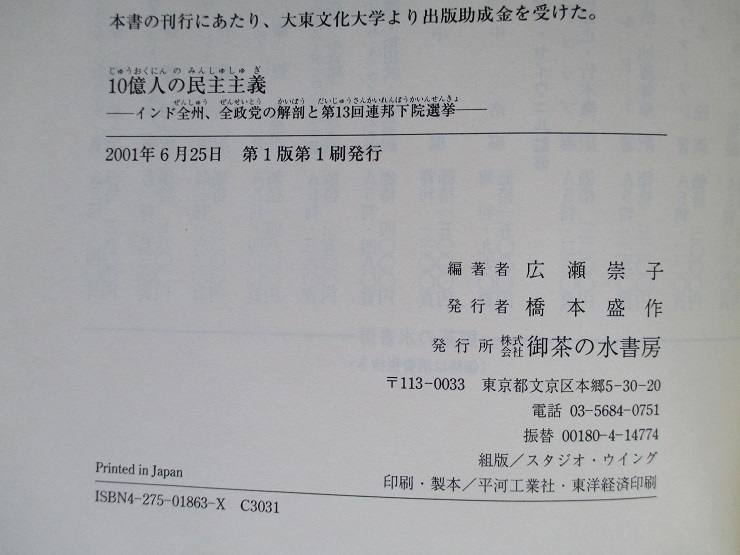 本書の刊行にあたり、大東文化大学より出版助成金を受けた。
じゅうおくにん の みんしゅしゅ ぎ
10億人の民主主義
ぜんしゅう ぜんせいとう かいぼう だいじゅうさんかいれんぽうかいんせんきょ
——インド全州、全政党の解剖と第13回連邦下院選挙——
2001年6月25日 第1版第1刷発行
編著者 広瀬崇子
発行者 橋本盛作
発行所 株式会社 御茶の水書房
〒113-0033 東京都文京区本郷5-30-20
電話 03-5684-0751
振替 00180-4-14774
組版／スタジオ・ウイング
印刷・製本／平河工業社・東洋経済印刷
Printed in Japan
ISBN4-275-01863-X C3031